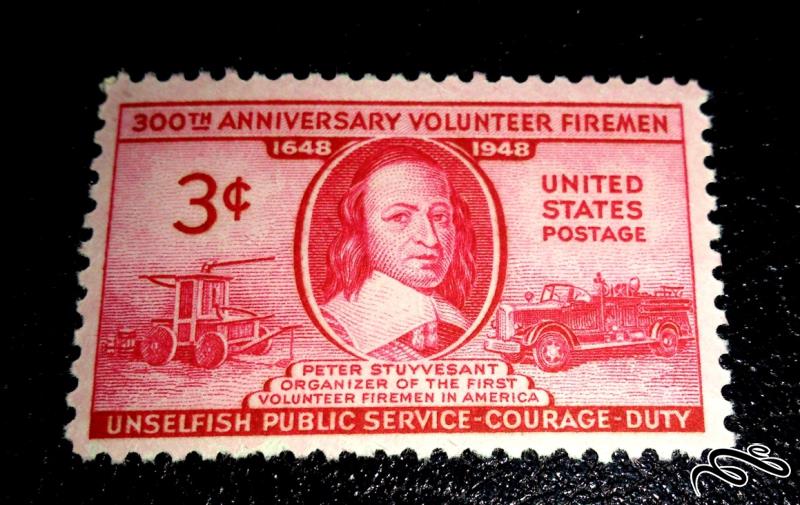 300TH ANNIVERSARY VOLUNTEER FIREMEN
1648 1948
3¢
UNITED
STATES
POSTAGE
PETER STUYVESANT
ORGANIZER OF THE FIRST
VOLUNTEER FIREMEN IN AMERICA
UNSELFISH PUBLIC SERVICE-COURAGE-DUTY